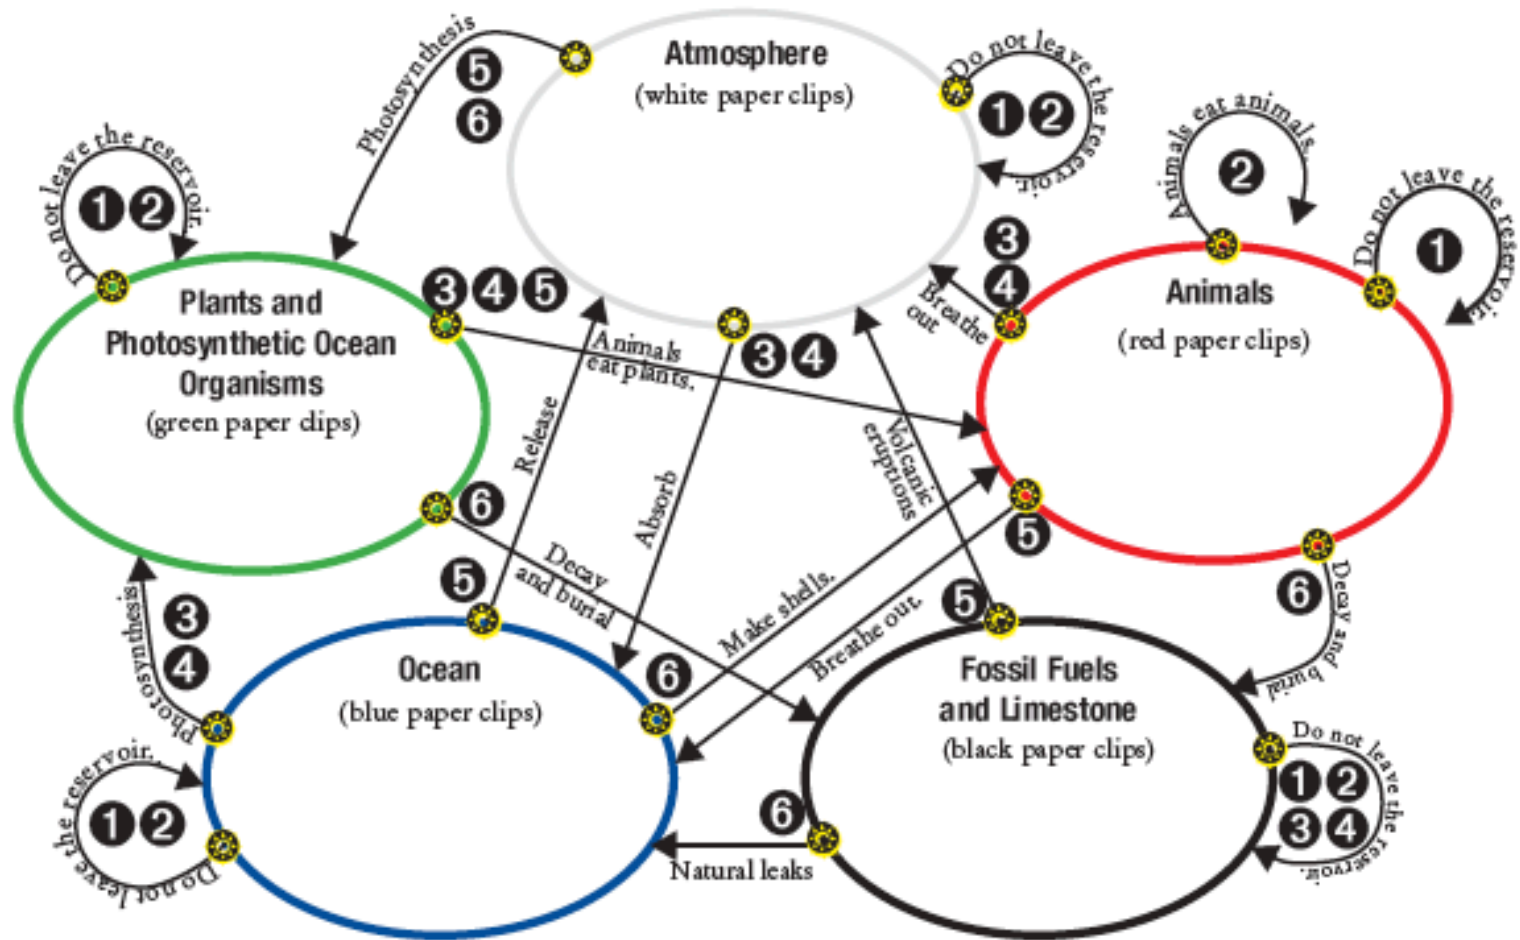 Atmosphere
(white paper clips)
Photosynthesis
5
6
Do not leave the reservoir.
1 2
Animals eat animals.
2
Do not leave the reservoir.
1
Do not leave the reservoir.
1 2
Plants and
Photosynthetic Ocean
Organisms
(green paper clips)
3 4 5
Animals
eat plants.
3 4
3
4
Breathe
out
Animals
(red paper clips)
Release
Absorb
Volcanic
eruptions
6
Decay
and burial
5
6
Decay and burial
5
Make shells.
Breathe out.
5
Photosynthesis
3
4
Ocean
(blue paper clips)
6
Fossil Fuels
and Limestone
(black paper clips)
Do not leave the reservoir.
1 2
Do not leave the reservoir.
1 2
3 4
6
Natural leaks